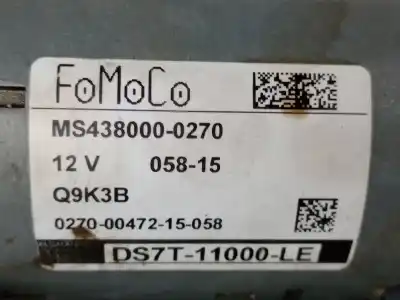 FoMoCo
MS438000-0270
12 V 058-15
Q9K3B
0270-00472-15-058
DS7T-11000-LE